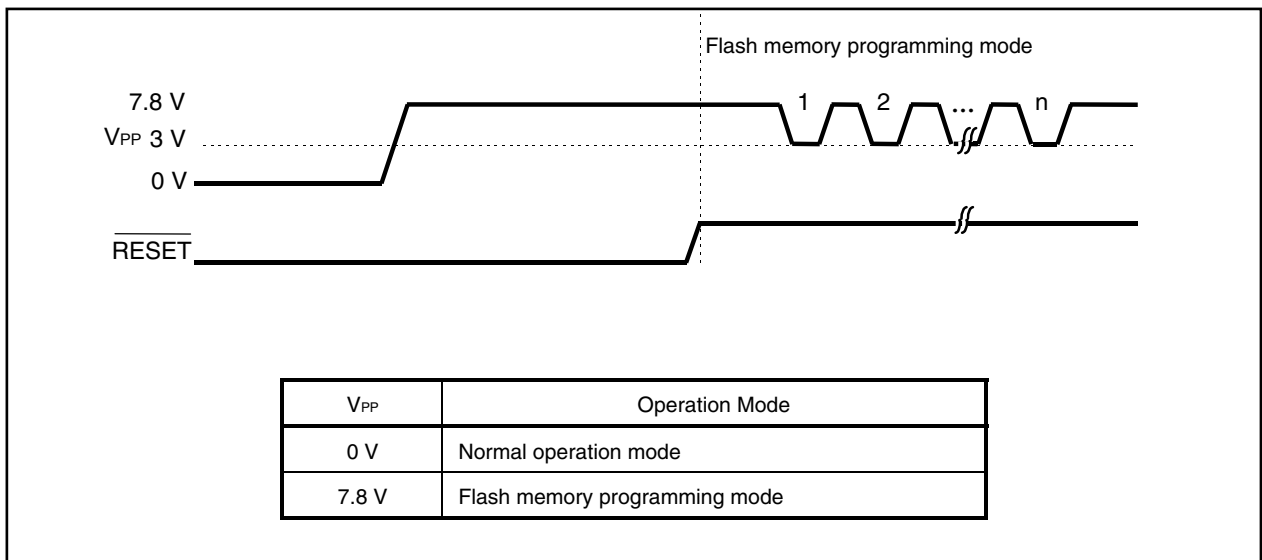 Flash memory programming mode
7.8 V
1 2 ... n
VPP 3 V
0 V
RESET
VPP Operation Mode
0 V Normal operation mode
7.8 V Flash memory programming mode